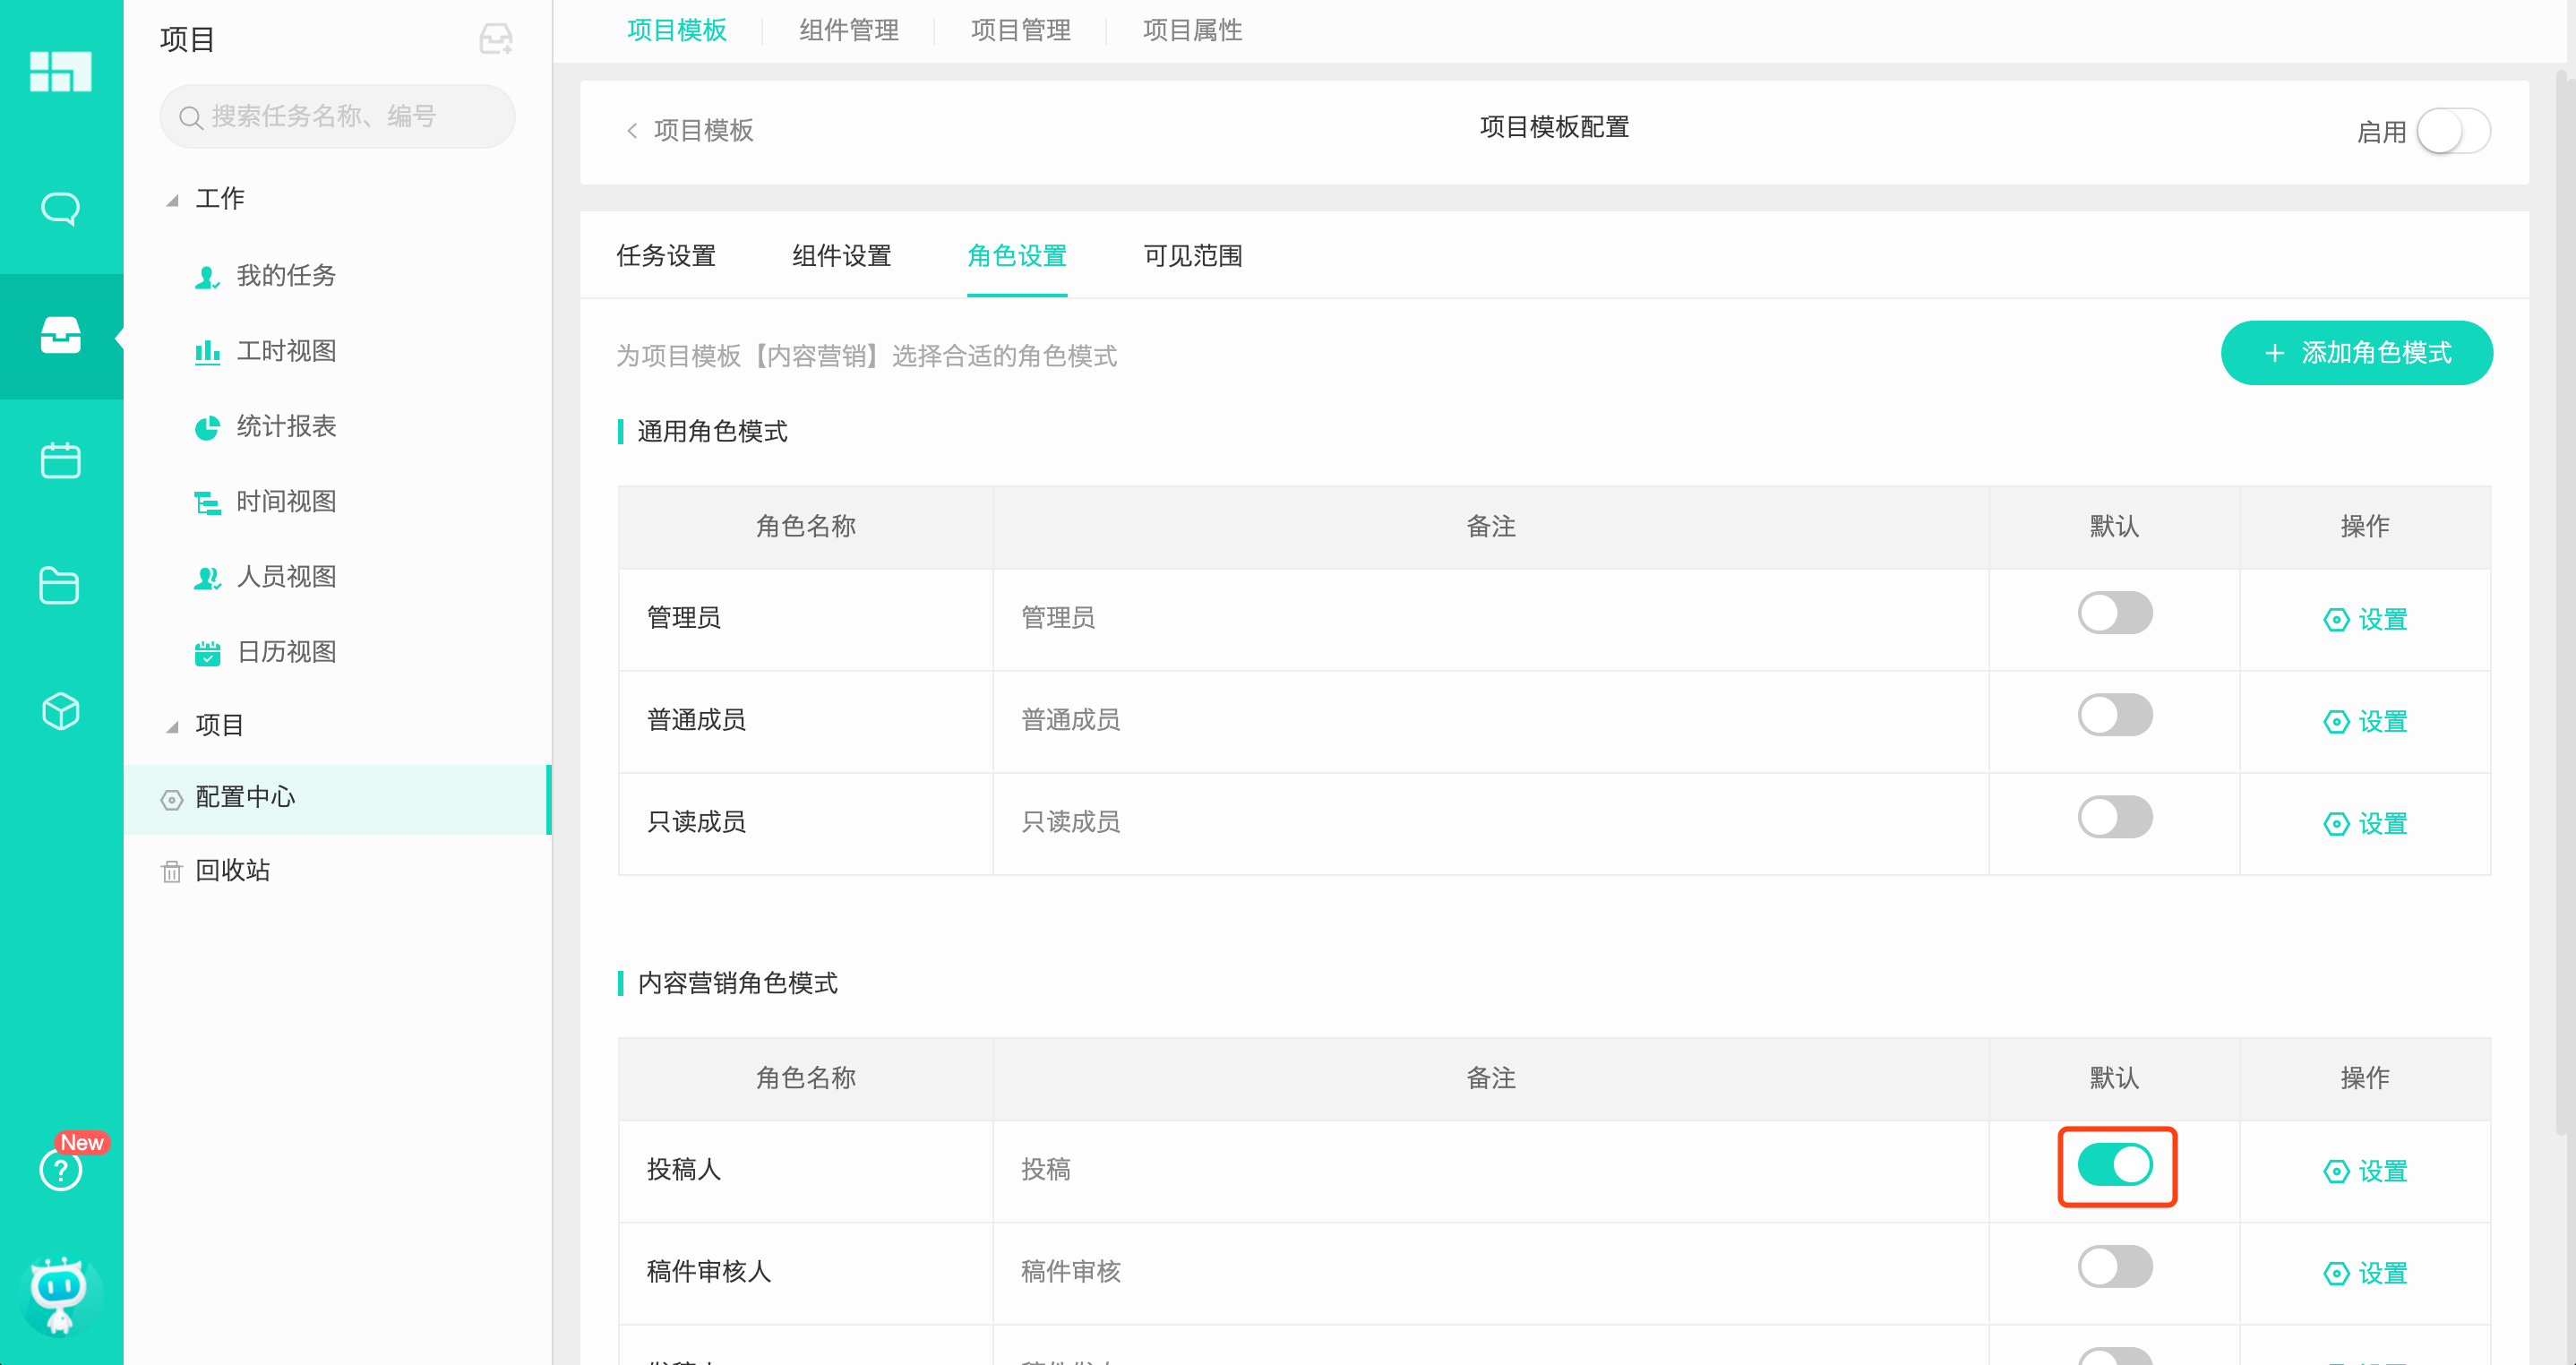 项目
搜索任务名称、编号
工作
我的任务
工时视图
统计报表
时间视图
人员视图
日历视图
项目
配置中心
回收站
New
?
项目模板 组件管理 项目管理 项目属性
项目模板 项目模板配置 启用
任务设置 组件设置 角色设置 可见范围
为项目模板【内容营销】选择合适的角色模式 添加角色模式
通用角色模式
角色名称 备注 默认 操作
管理员 管理员 设置
普通成员 普通成员 设置
只读成员 只读成员 设置
内容营销角色模式
角色名称 备注 默认 操作
投稿人 投稿 设置
稿件审核人 稿件审核 设置